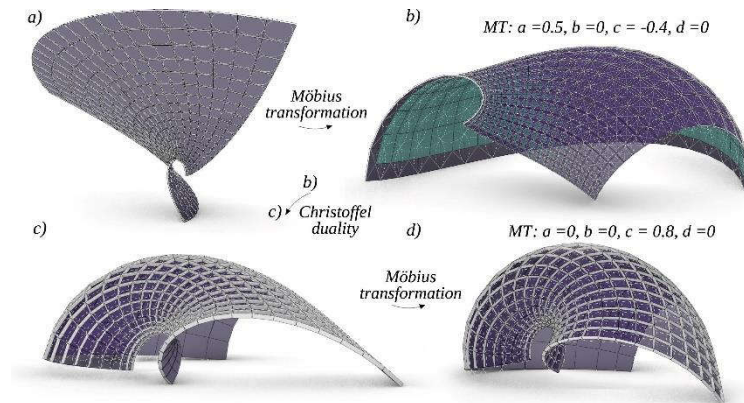 a)
b)
MT: a =0.5, b =0, c = -0.4, d =0
Möbius
transformation
b)
c)
Christoffel
duality
c)
d)
MT: a =0, b =0, c = 0.8, d =0
Möbius
transformation